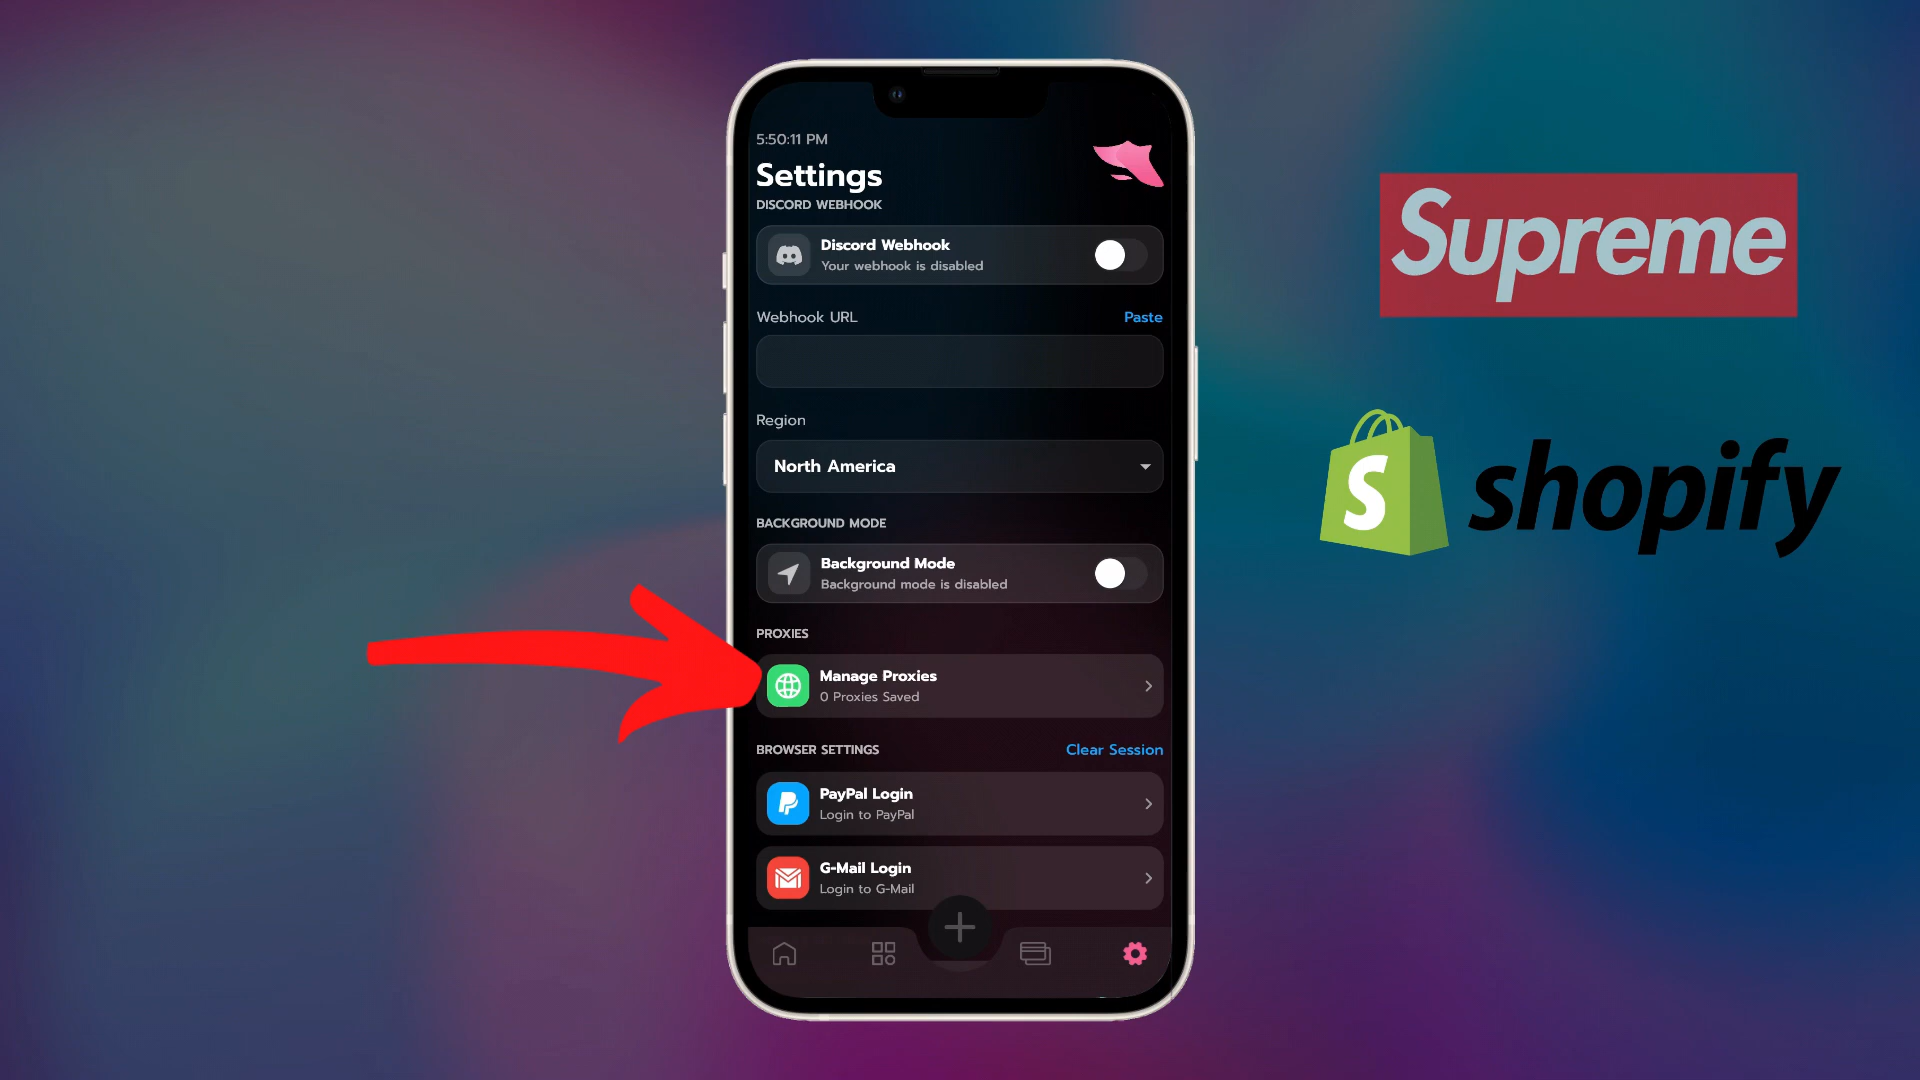 5:50:11 PM
Settings
DISCORD WEBHOOK
Discord Webhook
Your webhook is disabled
Webhook URL
Paste
Region
North America
BACKGROUND MODE
Background Mode
Background mode is disabled
PROXIES
Manage Proxies
0 Proxies Saved
BROWSER SETTINGS
Clear Session
PayPal Login
Login to PayPal
G-Mail Login
Login to G-Mail
Supreme
shopify